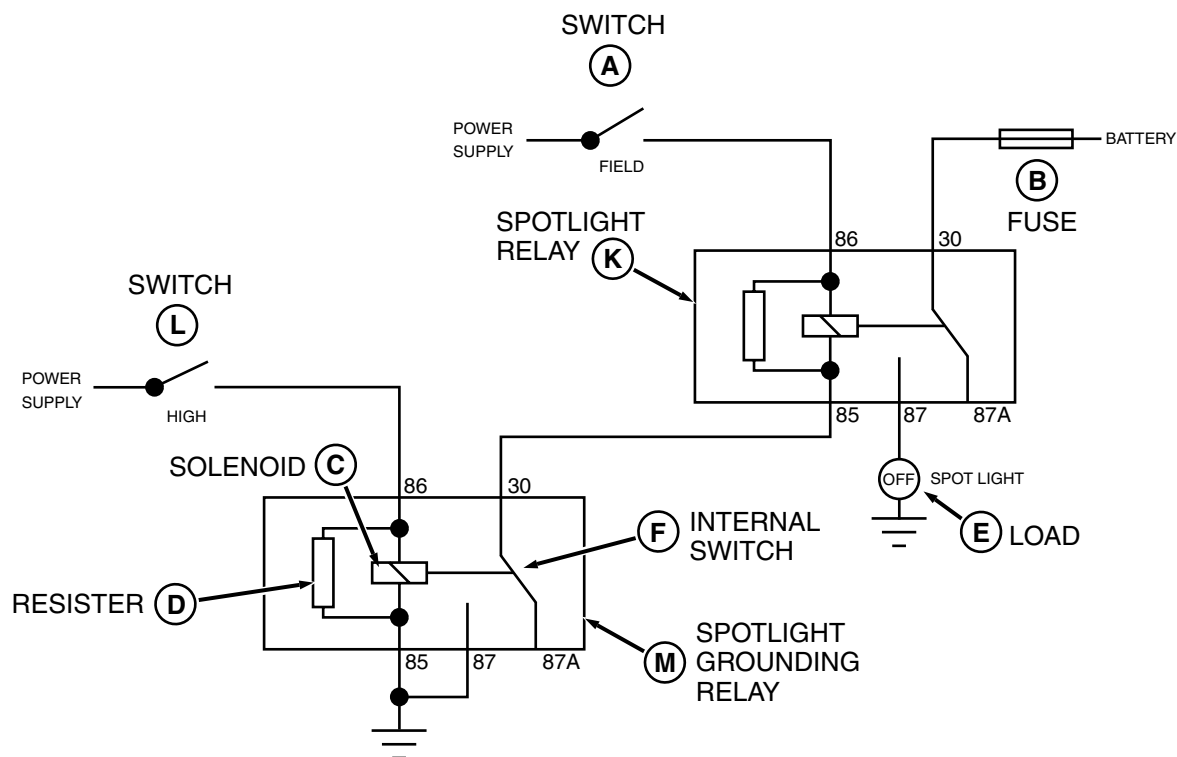 SWITCH
A
POWER
SUPPLY
FIELD
BATTERY
B
FUSE
SPOTLIGHT
RELAY K
86
30
SWITCH
L
POWER
SUPPLY
HIGH
85
87
87A
SOLENOID C
86
30
OFF SPOT LIGHT
F INTERNAL
SWITCH
E LOAD
RESISTER D
85
87
87A
M SPOTLIGHT
GROUNDING
RELAY